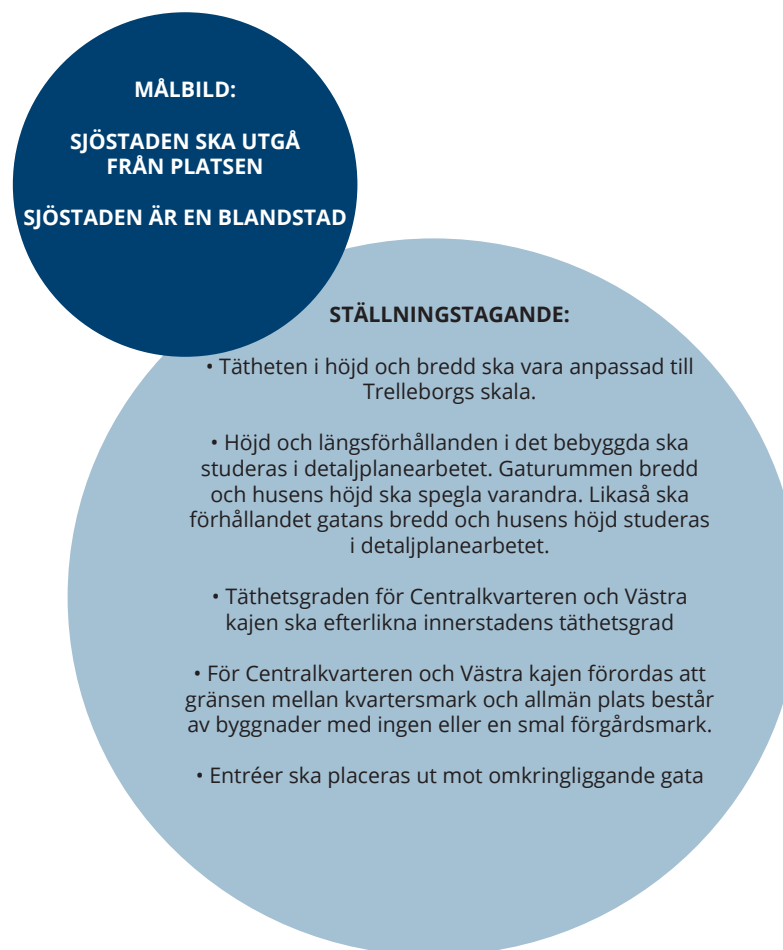 MÅLBILD:
SJÖSTADEN SKA UTGÅ
FRÅN PLATSEN
SJÖSTADEN ÄR EN BLANDSTAD
STÄLLNINGSTAGANDE:
• Tätheten i höjd och bredd ska vara anpassad till
Trelleborgs skala.
• Höjd och längsförhållanden i det bebyggda ska
studeras i detaljplanearbetet. Gaturummen bredd
och husens höjd ska spegla varandra. Likaså ska
förhållandet gatans bredd och husens höjd studeras
i detaljplanearbetet.
• Täthetsgraden för Centralkvarteren och Västra
kajen ska efterlikna innerstadens täthetsgrad
• För Centralkvarteren och Västra kajen förordas att
gränsen mellan kvartersmark och allmän plats består
av byggnader med ingen eller en smal förgårdsmark.
• Entréer ska placeras ut mot omkringliggande gata